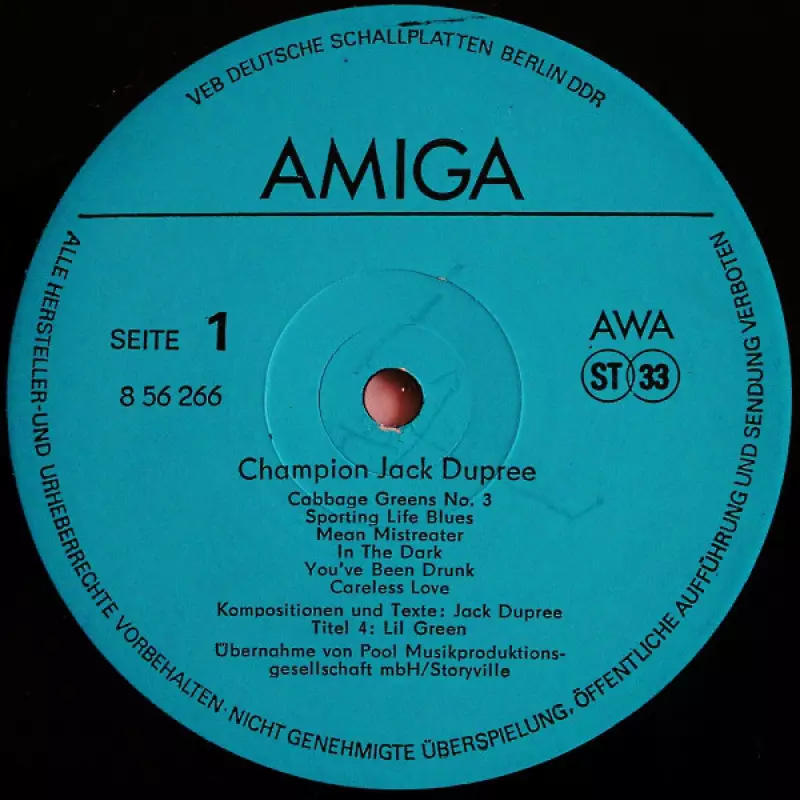 VEB DEUTSCHE SCHALLPLATTEN BERLIN DDR
AMIGA
SEITE 1
8 56 266
AWA
ST 33
Champion Jack Dupree
Cabbage Greens No. 3
Sporting Life Blues
Mean Mistreater
In The Dark
You've Been Drunk
Careless Love
Kompositionen und Texte: Jack Dupree
Titel 4: Lil Green
Übernahme von Pool Musikproduktions-
gesellschaft mbH/Storyville
ALLE HERSTELLER-UND URHEBERRECHTE VORBEHALTEN·NICHT GENEHMIGTE ÜBERSPIELUNG, ÖFFENTLICHE AUFFÜHRUNG UND SENDUNG VERBOTEN